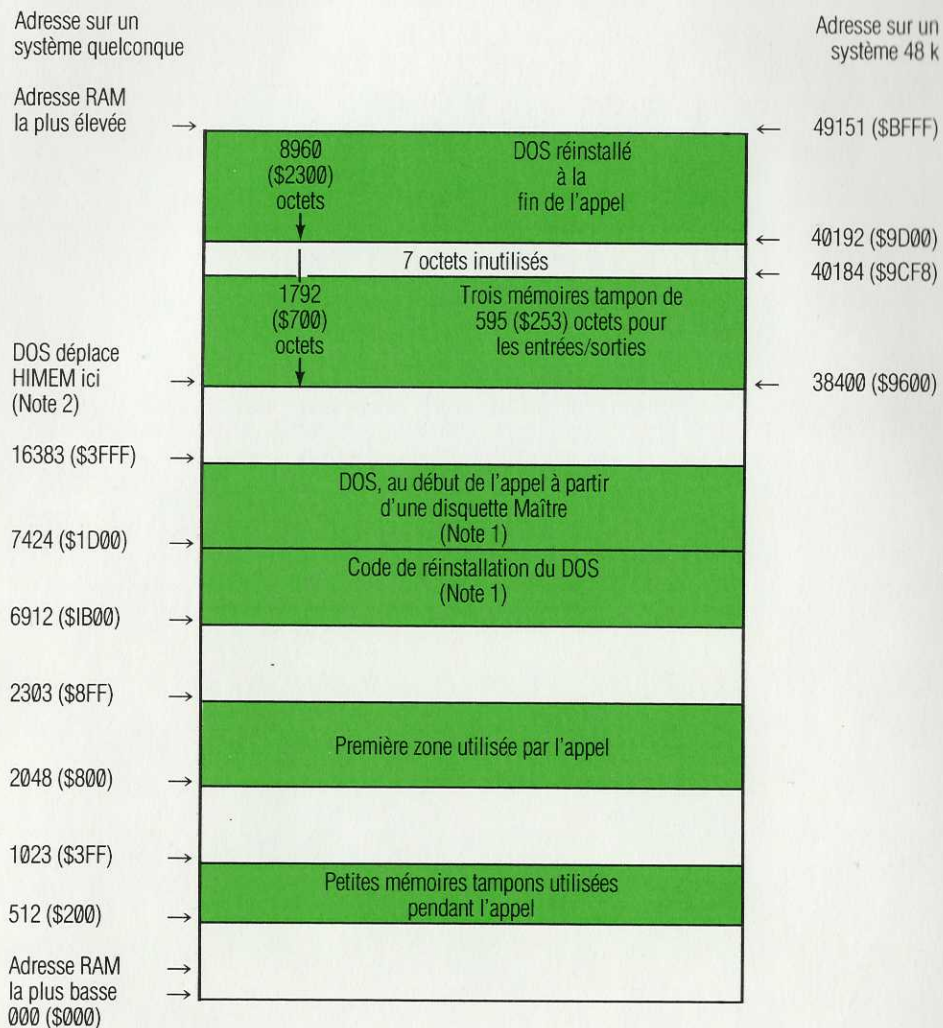 Adresse sur un
système quelconque
Adresse sur un
système 48 k
Adresse RAM
la plus élevée →
← 49151 ($BFFF)
8960
($2300)
octets
DOS réinstallé
à la
fin de l'appel
← 40192 ($9D00)
7 octets inutilisés
← 40184 ($9CF8)
1792
($700)
octets
Trois mémoires tampon de
595 ($253) octets pour
les entrées/sorties
DOS déplace
HIMEM ici →
(Note 2)
← 38400 ($9600)
16383 ($3FFF) →
DOS, au début de l'appel à partir
d'une disquette Maître
(Note 1)
7424 ($1D00) →
Code de réinstallation du DOS
(Note 1)
6912 ($IB00) →
2303 ($8FF) →
Première zone utilisée par l'appel
2048 ($800) →
1023 ($3FF) →
Petites mémoires tampons utilisées
pendant l'appel
512 ($200) →
Adresse RAM →
la plus basse →
000 ($000)